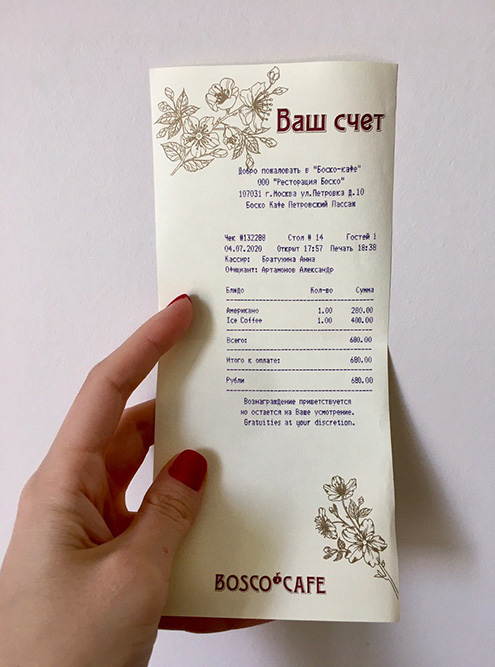 Ваш счет
Добро пожаловать в "Боско-кафе"
ООО "Ресторация Боско"
107031 г.Москва ул.Петровка Д.10
Боско Кафе Петровский Пассаж
Чек №132288 Стол № 14 Гостей 1
04.07.2020 Открыт 17:57 Печать 18:38
Кассир: Братухина Анна
Официант: Артамонов Александр
Блюдо Кол-во Сумма
Американо 1.00 280.00
Ice Coffee 1.00 400.00
Всего: 680.00
Итого к оплате: 680.00
Рубли 680.00
Вознаграждение приветствуется
но остается на Ваше усмотрение.
Gratuities at your discretion.
BOSCO CAFE